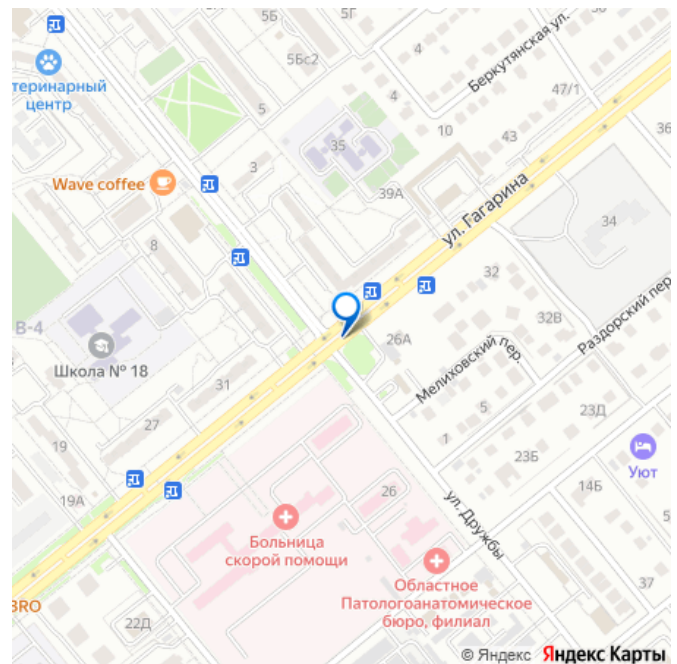 5Б
5Г
5Бс2
4
Беркутянская ул.
теринарный
центр
5
4
47/1
10
43
36
35
3
Wave coffee
39А
ул. Гагарина
34
8
32
32В
В-4
26А
Раздорский пер
Школа № 18
Мелиховский пер.
31
27
5
23Д
19
1
23Б
Уют
19А
26
14Б
ул. Дружбы
5
Больница
скорой помощи
BRO
Областное
Патологоанатомическое
бюро, филиал
37
22Д
© Яндекс Яндекс Карты